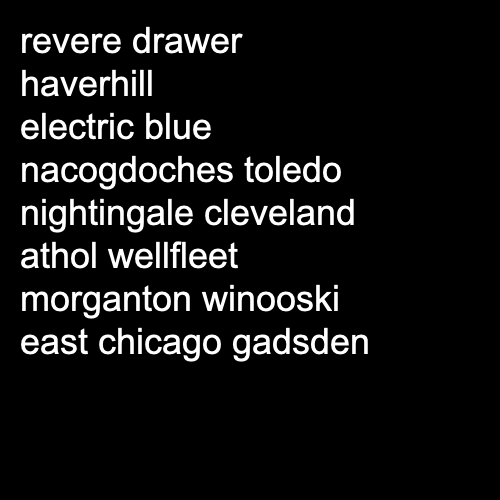 revere drawer
haverhill
electric blue
nacogdoches toledo
nightingale cleveland
athol wellfleet
morganton winooski
east chicago gadsden